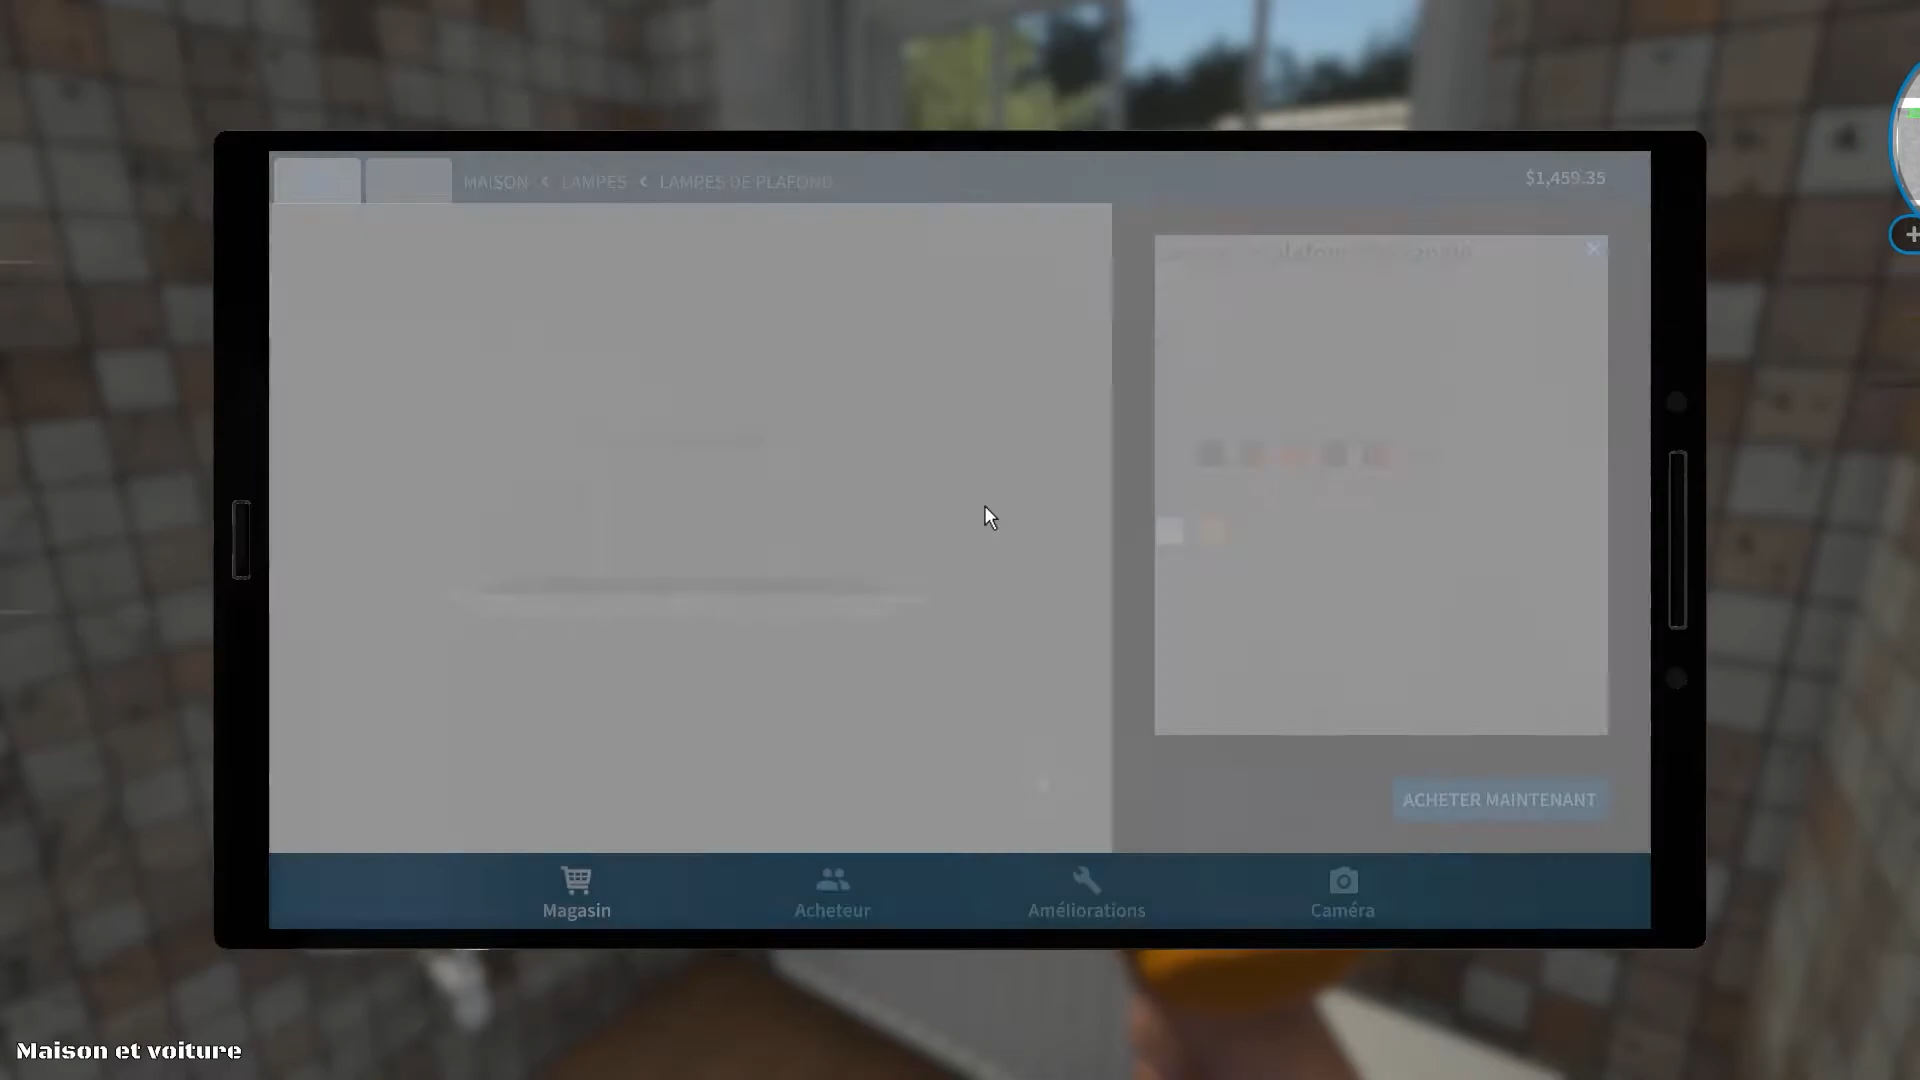 MAISON < LAMPES < LAMPES DE PLAFOND
$1,459.35
ACHETER MAINTENANT
Magasin
Acheteur
Améliorations
Caméra
Maison et voiture